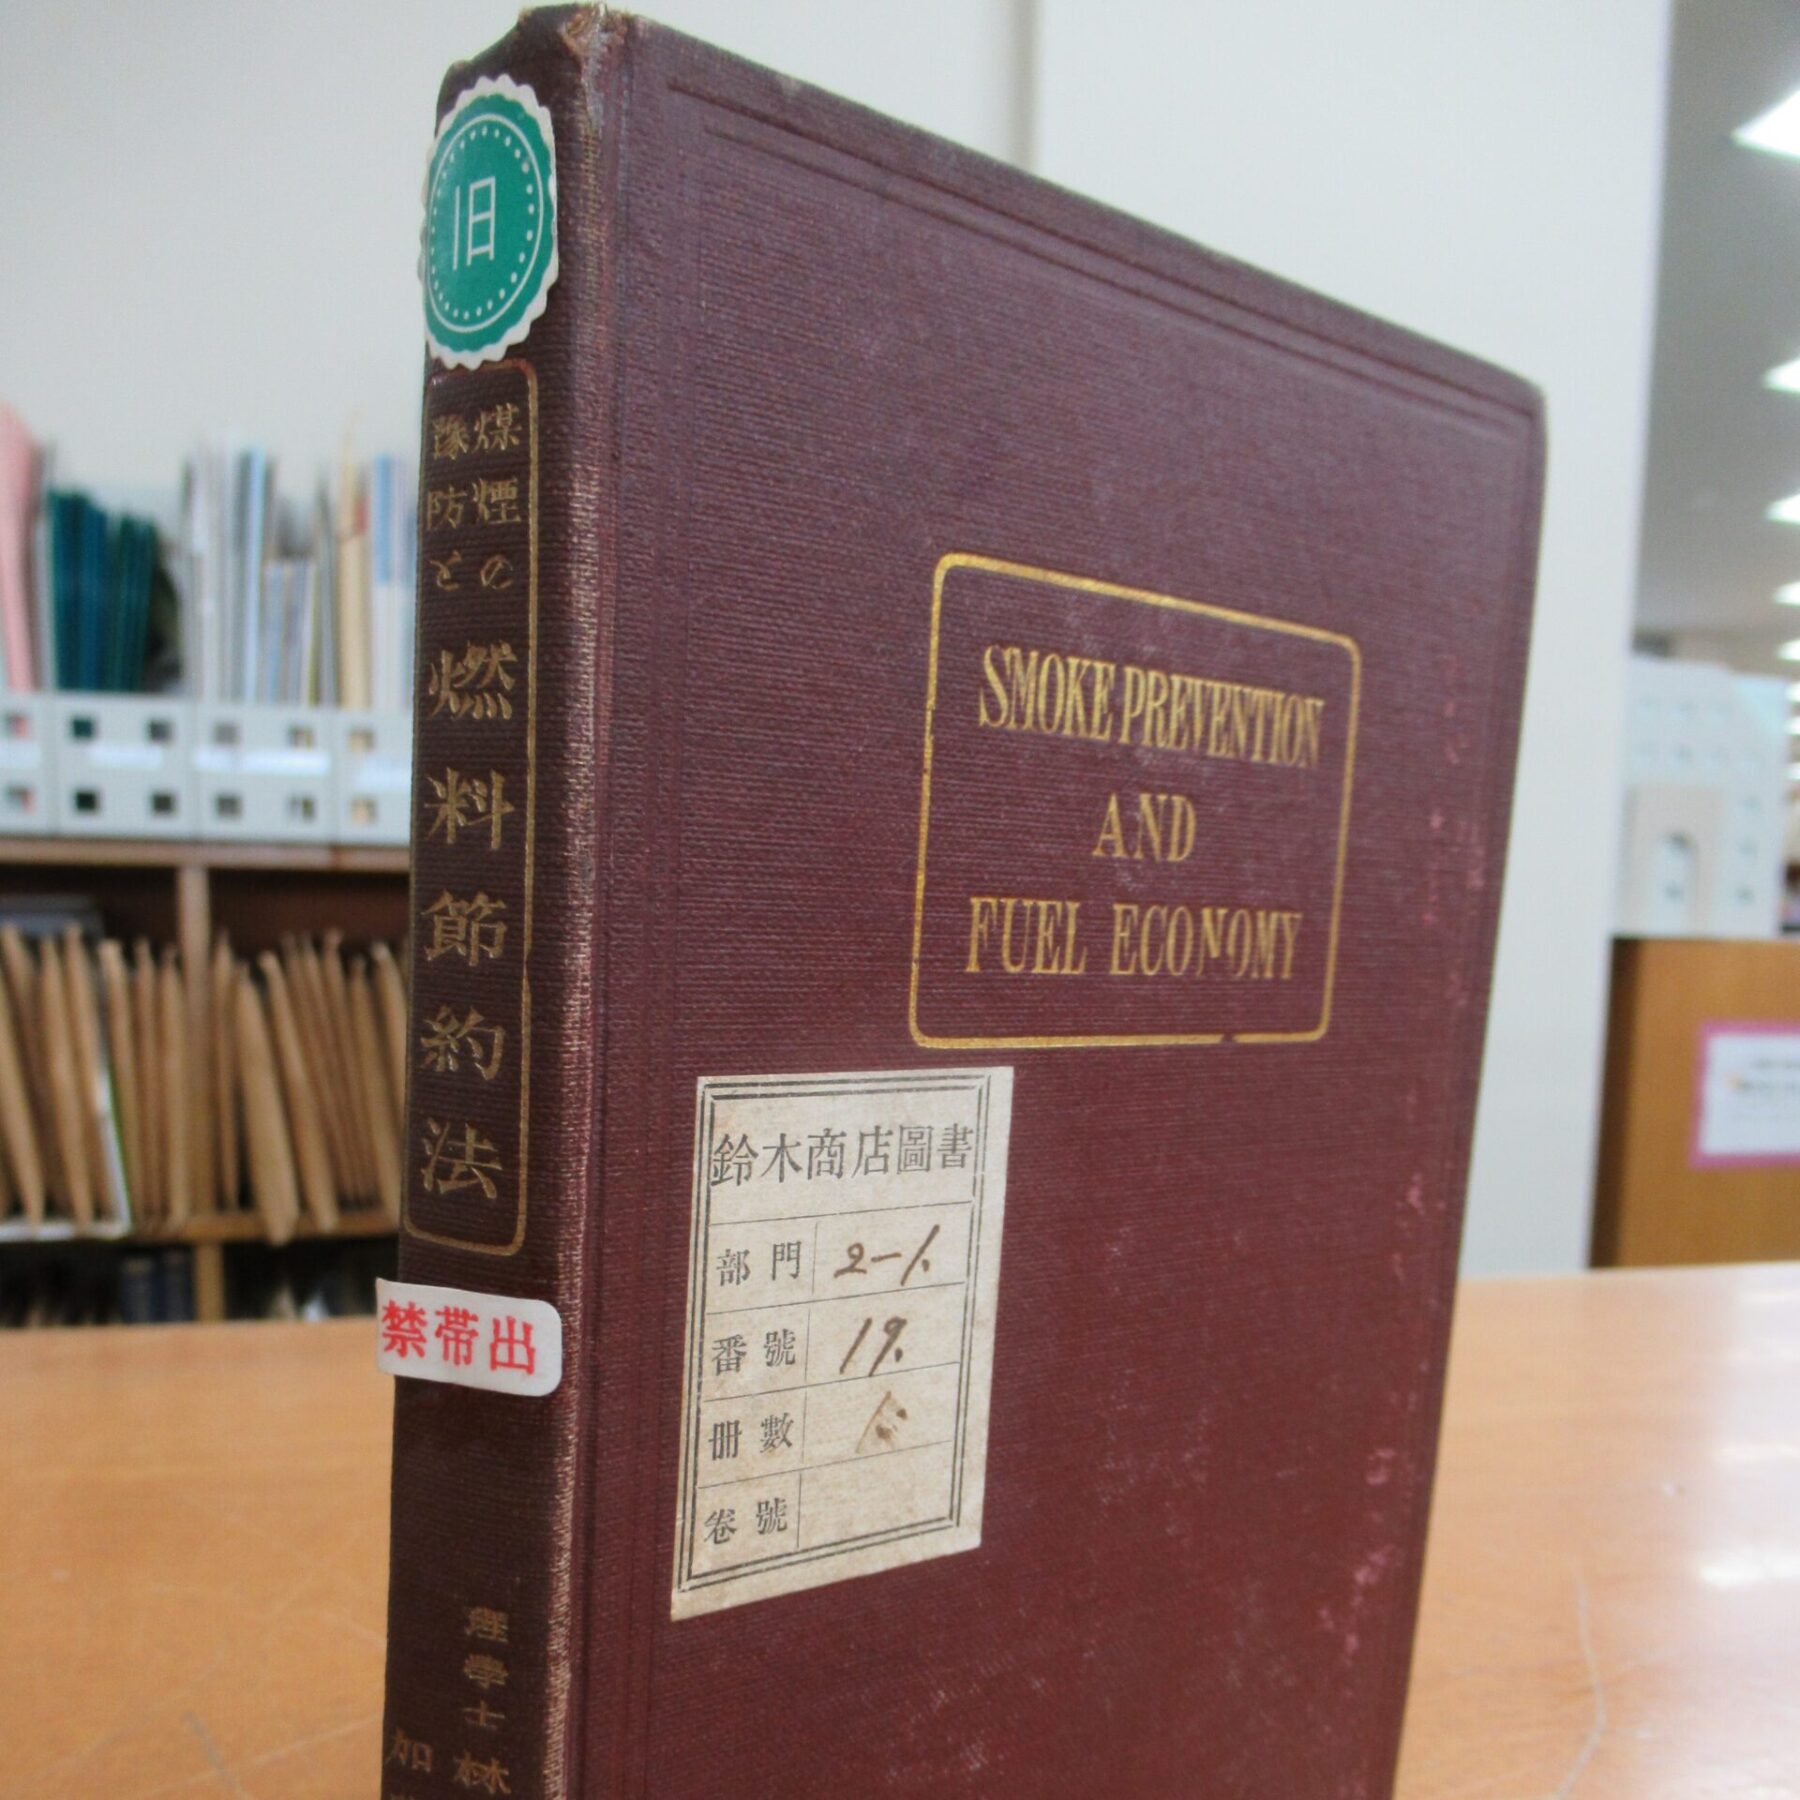 旧
煤煙の
豫防と
燃料節約法
禁帯出
理學士
林
加
SMOKE PREVENTION
AND
FUEL ECONOMY
鈴木商店圖書
部門 2-1.
番號 19.
冊數
卷號